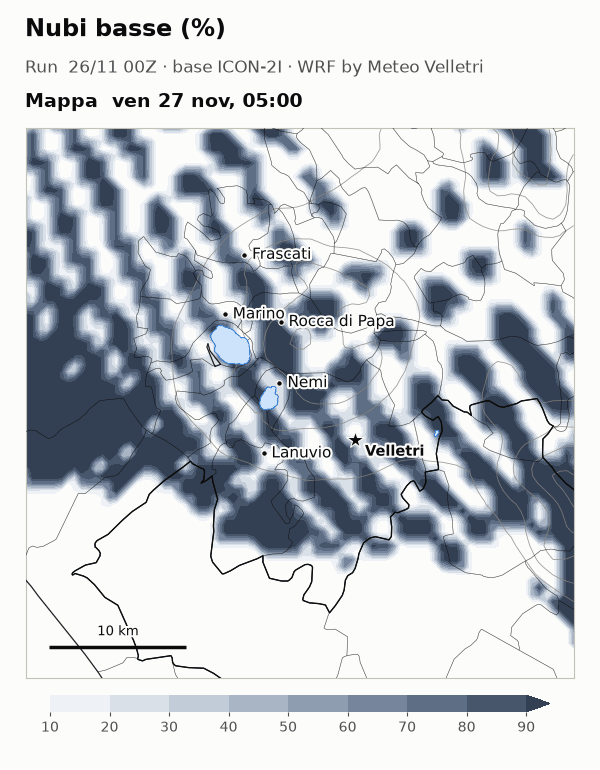 Nubi basse (%)
Run  26/11 00Z · base ICON-2I · WRF by Meteo Velletri
Mappa  ven 27 nov, 05:00
Frascati
Marino
Rocca di Papa
Nemi
Velletri
Lanuvio
10 km
10 20 30 40 50 60 70 80 90